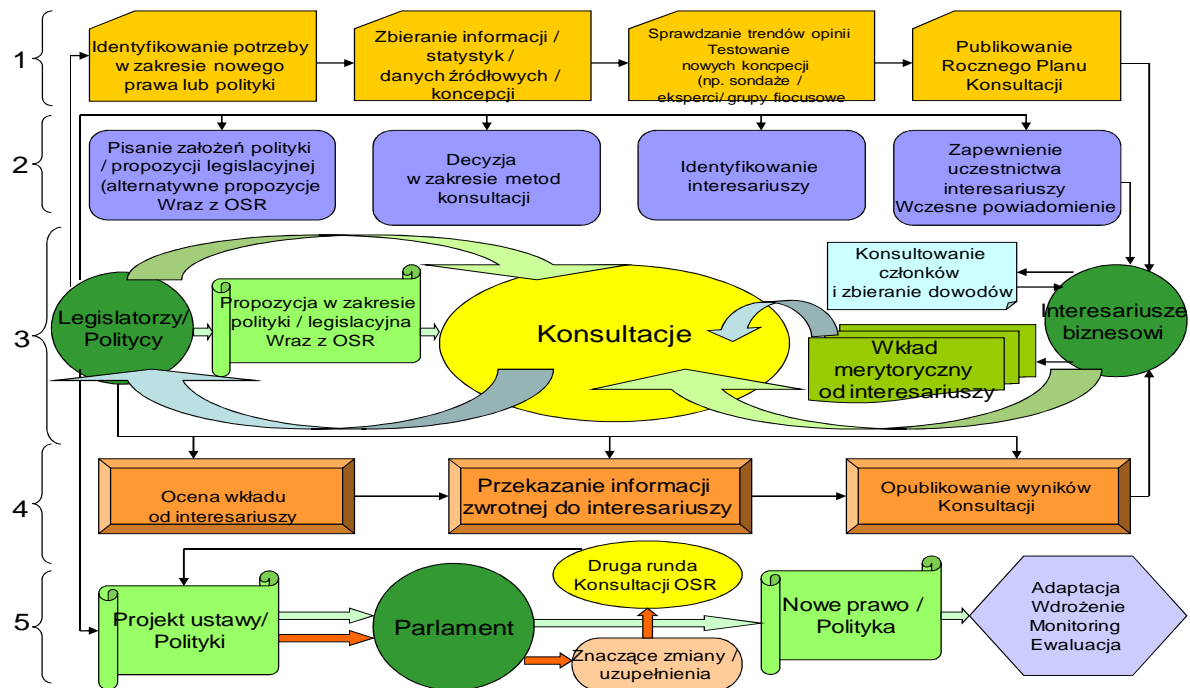 1
Identyfikowanie potrzeby
w zakresie nowego
prawa lub polityki
Zbieranie informacji /
statystyk /
danych źródłowych /
koncepcji
Sprawdzanie trendów opinii
Testowanie
nowych koncpecji
(np. sondaże /
eksperci/ grupy fiocusowe
Publikowanie
Rocznego Planu
Konsultacji
2
Pisanie założeń polityki
/ propozycji legislacyjnej
(alternatywne propozycje
Wraz z OSR
Decyzja
w zakresie metod
konsultacji
Identyfikowanie
interesariuszy
Zapewnienie
uczestnictwa
interesariuszy
Wczesne powiadomienie
3
Legislatorzy/
Politycy
Propozycja w zakresie
polityki / legislacyjna
Wraz z OSR
Konsultacje
Konsultowanie
członków
i zbieranie dowodów
Wkład
merytoryczny
od interesariuszy
Interesariusze
biznesowi
4
Ocena wkładu
od interesariuszy
Przekazanie informacji
zwrotnej do interesariuszy
Opublikowanie wyników
Konsultacji
5
Projekt ustawy/
Polityki
Parlament
Druga runda
Konsultacji OSR
Znaczące zmiany /
uzupełnienia
Nowe prawo /
Polityka
Adaptacja
Wdrożenie
Monitoring
Ewaluacja